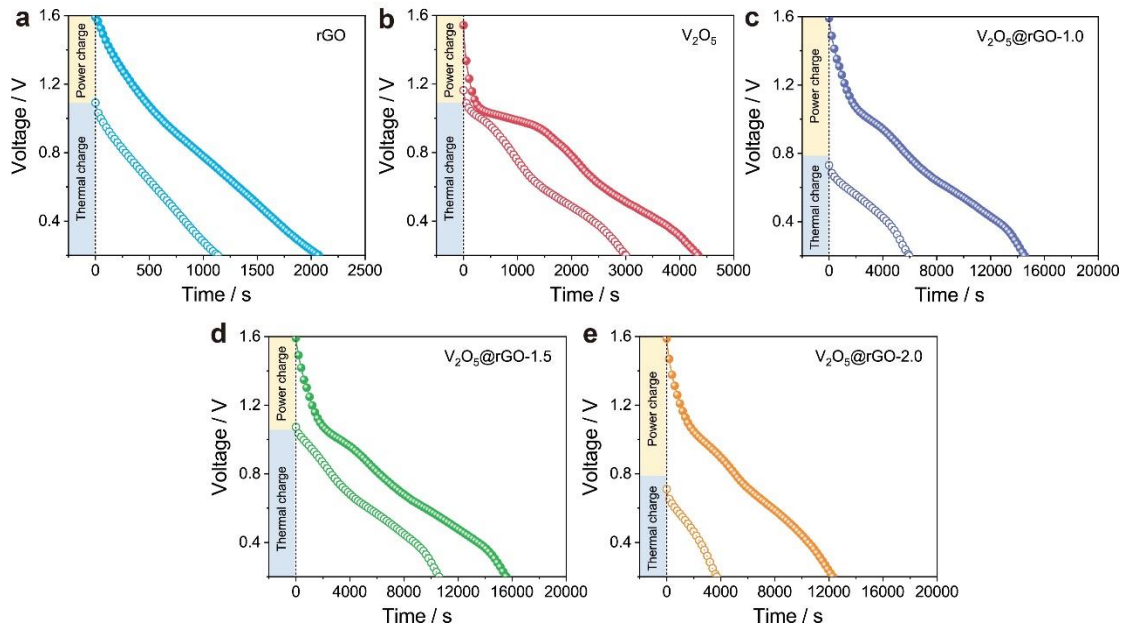 a
rGO
Power charge
Thermal charge
Voltage / V
1.6
1.2
0.8
0.4
0 500 1000 1500 2000 2500
Time / s
b
V₂O₅
Power charge
Thermal charge
Voltage / V
1.6
1.2
0.8
0.4
0 1000 2000 3000 4000 5000
Time / s
c
V₂O₅@rGO-1.0
Power charge
Thermal charge
Voltage / V
1.6
1.2
0.8
0.4
0 4000 8000 12000 16000 20000
Time / s
d
V₂O₅@rGO-1.5
Power charge
Thermal charge
Voltage / V
1.6
1.2
0.8
0.4
0 4000 8000 12000 16000 20000
Time / s
e
V₂O₅@rGO-2.0
Power charge
Thermal charge
Voltage / V
1.6
1.2
0.8
0.4
0 4000 8000 12000 16000 20000
Time / s